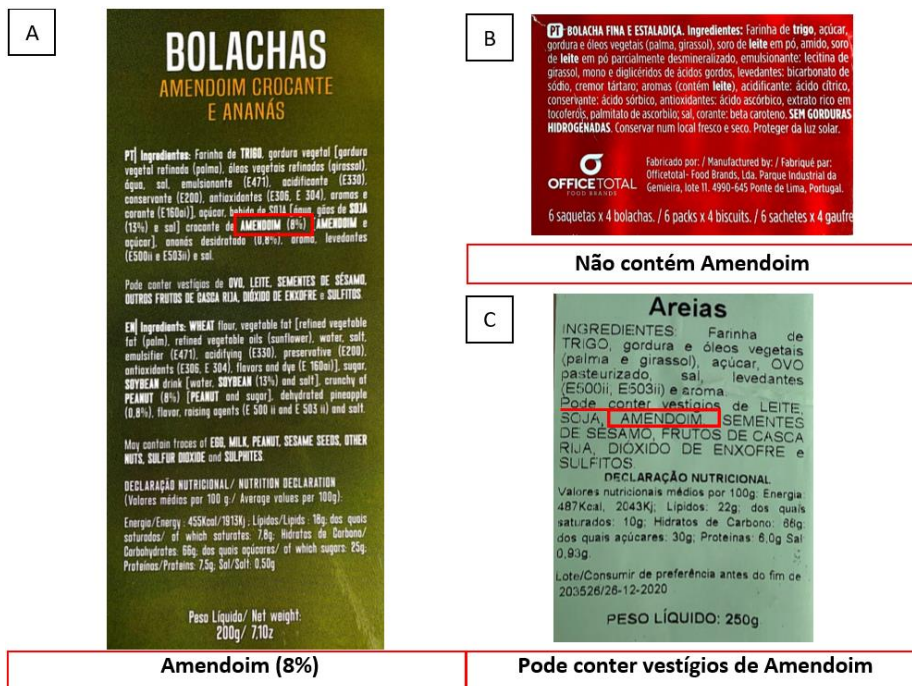 A
BOLACHAS
AMENDOIM CROCANTE
E ANANÁS
PT| Ingredientes: Farinha de TRIGO, gordura vegetal [gordura
vegetal refinada (palma), óleos vegetais refinados (girassol),
água, sal, emulsionante (E471), acidificante (E330),
conservante (E200), antioxidantes (E306, E 304), aromas e
corante (E160ai)], açúcar, bebida de SOJA [água, grãos de SOJA
(13%) e sal] crocante de AMENDOIM (8%) AMENDOIM e
açúcar], ananás desidratado (0,8%), aroma, levedantes
(E500ii e E503ii) e sal.
Pode conter vestígios de OVO, LEITE, SEMENTES DE SÉSAMO,
OUTROS FRUTOS DE CASCA RIJA, DIÓXIDO DE ENXOFRE e SULFITOS.
EN| Ingredients: WHEAT flour, vegetable fat [refined vegetable
fat (palm), refined vegetable oils (sunflower), water, salt,
emulsifier (E471), acidifying (E330), preservative (E200),
antioxidants (E306, E 304), flavors and dye (E 160ai)], sugar,
SOYBEAN drink [water, SOYBEAN (13%) and salt], crunchy of
PEANUT (8%) [PEANUT and sugar], dehydrated pineapple
(0,8%), flavor, raising agents (E 500 ii and E 503 ii) and salt.
May contain traces of EGG, MILK, PEANUT, SESAME SEEDS, OTHER
NUTS, SULFUR DIOXIDE and SULPHITES
DECLARAÇÃO NUTRICIONAL/ NUTRITION DECLARATION
(Valores médios por 100 g / Average values per 100g):
Energia/Energy : 455Kcal/1913Kj ; Lípidos/Lipids : 18g; dos quais
saturados/ of which saturates: 7,8g; Hidratos de Carbono/
Carbohydrates: 66g; dos quais açúcares/ of which sugars: 25g;
Proteínas/Proteins: 7,5g; Sal/Salt: 0,50g
Peso Líquido/ Net weight:
200g/ 7,10z
Amendoim (8%)
B
PT BOLACHA FINA E ESTALADIÇA. Ingredientes: Farinha de trigo, açúcar,
gordura e óleos vegetais (palma, girassol), soro de leite em pó, amido, soro
de leite em pó parcialmente desmineralizado, emulsionante: lecitina de
girassol, mono e diglicéridos de ácidos gordos, levedantes: bicarbonato de
sódio, cremor tártaro; aromas (contém leite), acidificante: ácido cítrico,
conservante: ácido sórbico, antioxidantes: ácido ascórbico, extrato rico em
tocoferóis, palmitato de ascorbilo; sal, corante: beta caroteno. SEM GORDURAS
HIDROGENADAS. Conservar num local fresco e seco. Proteger da luz solar.
OFFICETOTAL
FOOD BRANDS
Fabricado por: / Manufactured by: / Fabriqué par:
Officetotal- Food Brands, Lda. Parque Industrial da
Gemieira, lote 11. 4990-645 Ponte de Lima, Portugal.
6 saquetas x 4 bolachas. / 6 packs x 4 biscuits. / 6 sachets x 4 gaufre
Não contém Amendoim
C
Areias
INGREDIENTES: Farinha de
TRIGO, gordura e óleos vegetais
(palma e girassol), açúcar, OVO
pasteurizado, sal, levedantes
(E500ii, E503ii) e aroma.
Pode conter vestígios de LEITE,
SOJA, AMENDOIM SEMENTES
DE SÉSAMO, FRUTOS DE CASCA
RIJA, DIÓXIDO DE ENXOFRE e
SULFITOS.
DECLARAÇÃO NUTRICIONAL
Valores nutricionais médios por 100g: Energia:
487Kcal, 2043Kj; Lípidos: 22g; dos quais
saturados: 10g; Hidratos de Carbono: 66g;
dos quais açúcares: 30g; Proteínas: 6,0g Sal
0,93g.
Lote/Consumir de preferência antes do fim de
203526/26-12-2020
PESO LÍQUIDO: 250g
Pode conter vestígios de Amendoim